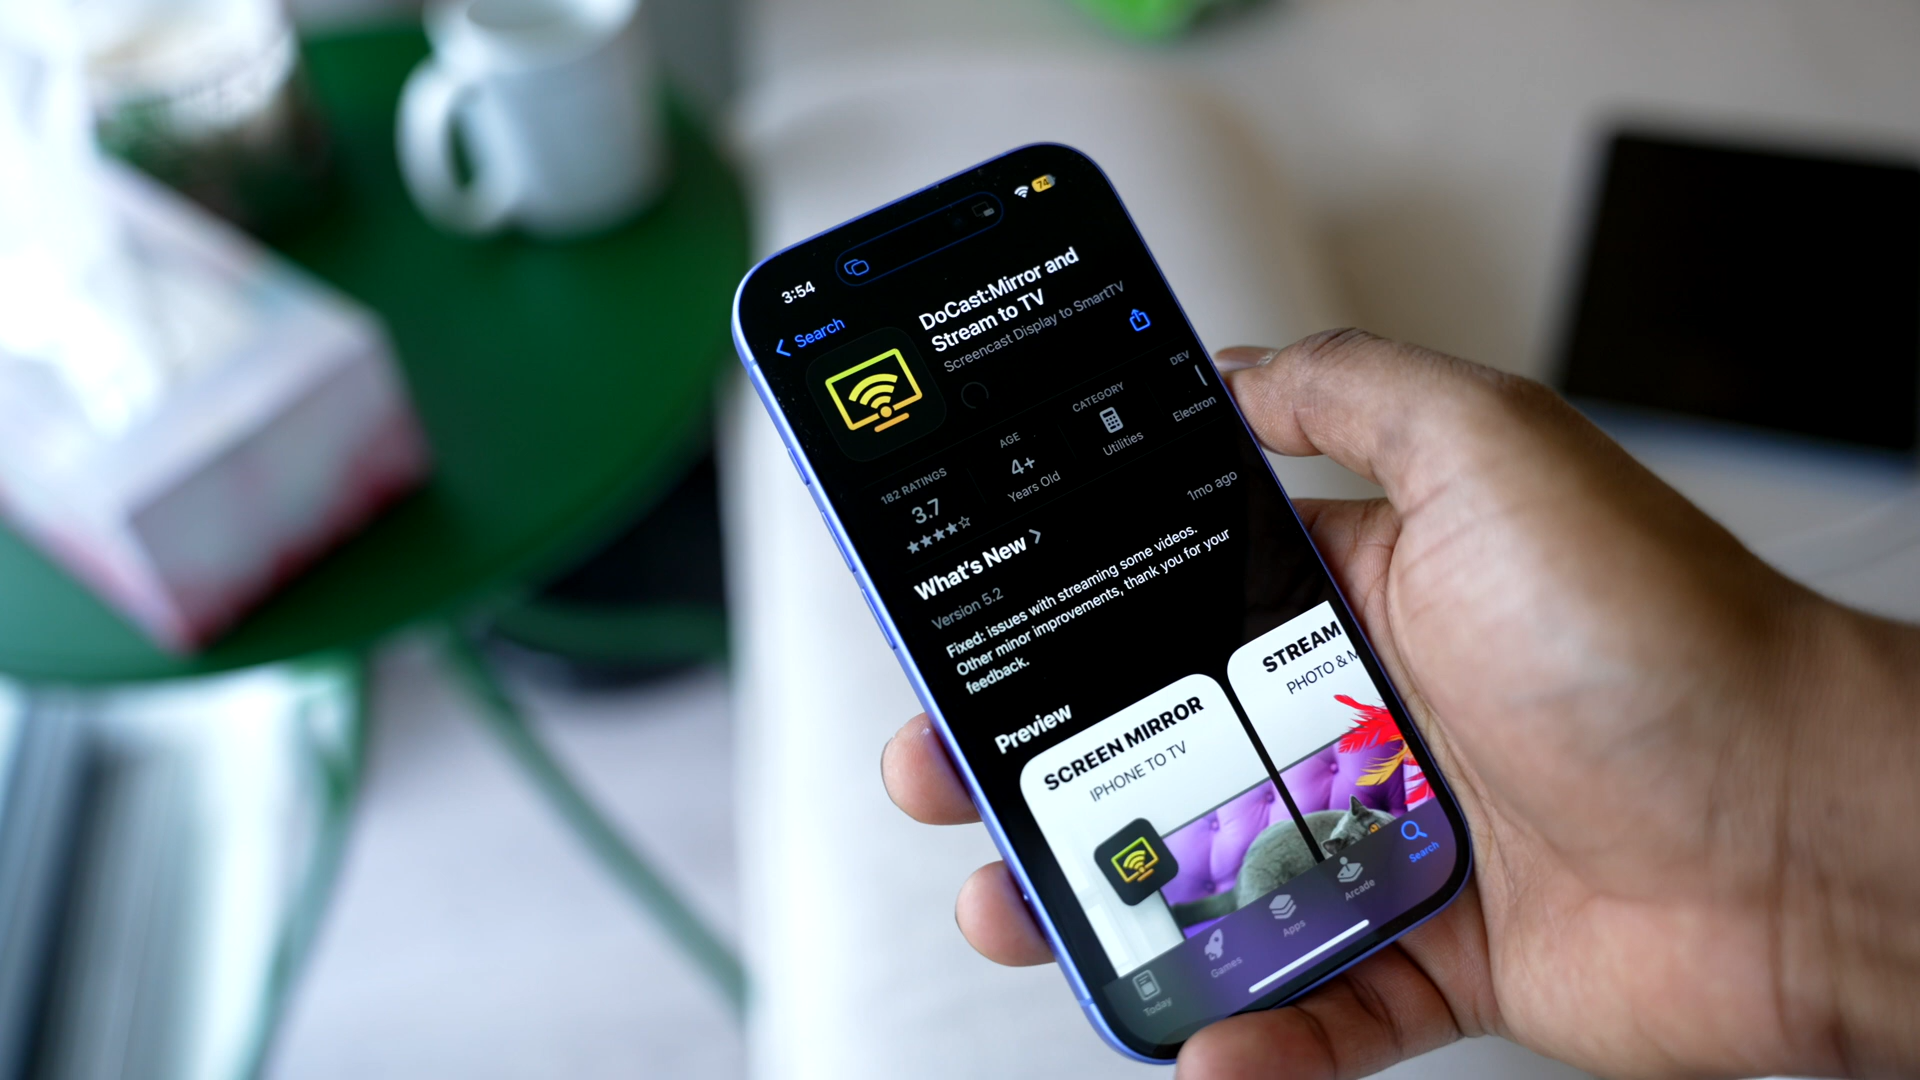 3:54
74
Search
DoCast:Mirror and
Stream to TV
Screencast Display to SmartTV
182 RATINGS
3.7
AGE
4+
Years Old
CATEGORY
Utilities
DEV
Electron
What's New
1mo ago
Version 5.2
Fixed: issues with streaming some videos.
Other minor improvements, thank you for your
feedback.
Preview
SCREEN MIRROR
IPHONE TO TV
STREAM
PHOTO & M
Today
Games
Apps
Arcade
Search